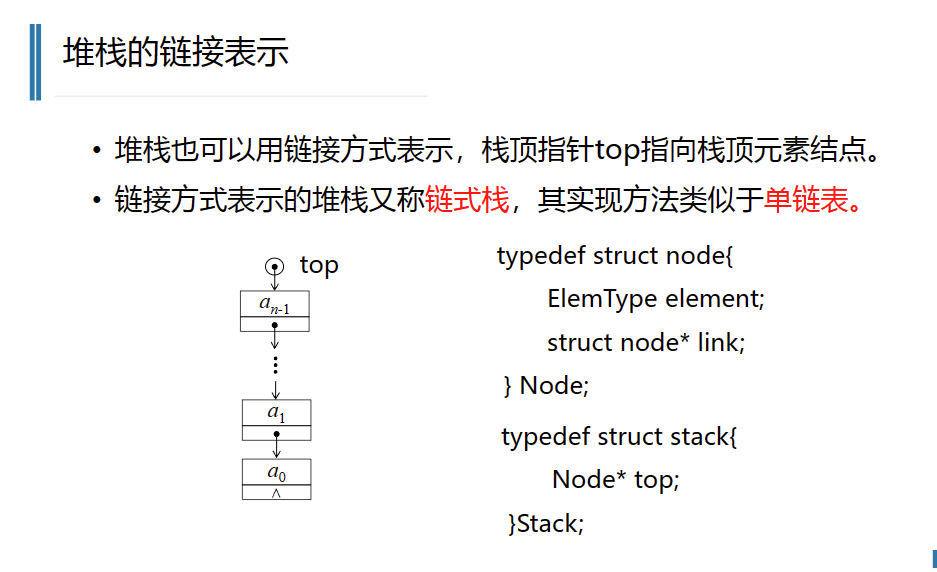 堆栈的链接表示
• 堆栈也可以用链接方式表示，栈顶指针top指向栈顶元素结点。
• 链接方式表示的堆栈又称链式栈，其实现方法类似于单链表。
top
aₙ₋₁
⋮
a₁
a₀
∧
typedef struct node{
ElemType element;
struct node* link;
} Node;
typedef struct stack{
Node* top;
}Stack;